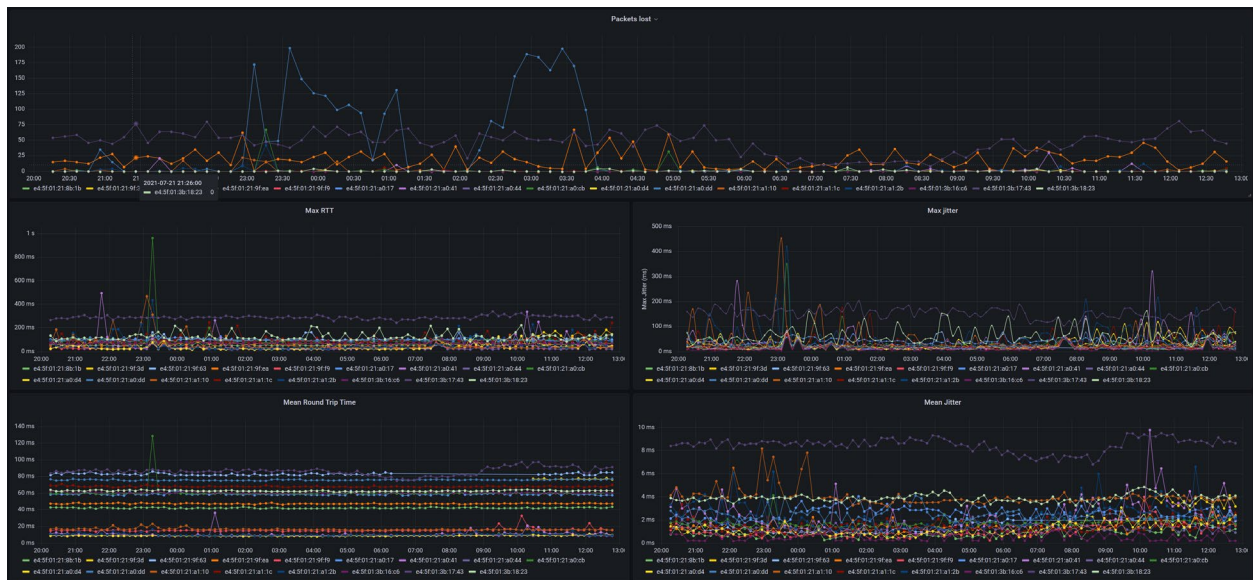 Packets lost
200
175
150
125
100
75
50
25
0
20:00 20:30 21:00 21 23:00 23:30 00:00 00:30 01:00 01:30 02:00 02:30 03:00 03:30 04:00 04:30 05:00 05:30 06:00 06:30 07:00 07:30 08:00 08:30 09:00 09:30 10:00 10:30 11:00 11:30 12:00 12:30 13:00
2021-07-21 21:26:00
e4:5f:01:3b:18:23 0
e4:5f:01:21:8b:1b e4:5f:01:21:9f:3 :5f:01:21:9f:ea e4:5f:01:21:9f:f9 e4:5f:01:21:a0:17 e4:5f:01:21:a0:41 e4:5f:01:21:a0:44 e4:5f:01:21:a0:cb e4:5f:01:21:a0:d4 e4:5f:01:21:a0:dd e4:5f:01:21:a1:10 e4:5f:01:21:a1:1c e4:5f:01:21:a1:2b e4:5f:01:3b:16:c6 e4:5f:01:3b:17:43 e4:5f:01:3b:18:23
Max RTT
1 s
800 ms
600 ms
400 ms
200 ms
0 ms
20:00 21:00 22:00 23:00 00:00 01:00 02:00 03:00 04:00 05:00 06:00 07:00 08:00 09:00 10:00 11:00 12:00 13:0
e4:5f:01:21:8b:1b e4:5f:01:21:9f:3d e4:5f:01:21:9f:63 e4:5f:01:21:9f:ea e4:5f:01:21:9f:f9 e4:5f:01:21:a0:17 e4:5f:01:21:a0:41 e4:5f:01:21:a0:44 e4:5f:01:21:a0:cb
e4:5f:01:21:a0:d4 e4:5f:01:21:a0:dd e4:5f:01:21:a1:10 e4:5f:01:21:a1:1c e4:5f:01:21:a1:2b e4:5f:01:3b:16:c6 e4:5f:01:3b:17:43 e4:5f:01:3b:18:23
Max jitter
Max Jitter (ms)
500 ms
400 ms
300 ms
200 ms
100 ms
0 ms
20:00 21:00 22:00 23:00 00:00 01:00 02:00 03:00 04:00 05:00 06:00 07:00 08:00 09:00 10:00 11:00 12:00 13:0
e4:5f:01:21:8b:1b e4:5f:01:21:9f:3d e4:5f:01:21:9f:63 e4:5f:01:21:9f:ea e4:5f:01:21:9f:f9 e4:5f:01:21:a0:17 e4:5f:01:21:a0:41 e4:5f:01:21:a0:44 e4:5f:01:21:a0:cb
e4:5f:01:21:a0:d4 e4:5f:01:21:a0:dd e4:5f:01:21:a1:10 e4:5f:01:21:a1:1c e4:5f:01:21:a1:2b e4:5f:01:3b:16:c6 e4:5f:01:3b:17:43 e4:5f:01:3b:18:23
Mean Round Trip Time
140 ms
120 ms
100 ms
80 ms
60 ms
40 ms
20 ms
0 ms
20:00 21:00 22:00 23:00 00:00 01:00 02:00 03:00 04:00 05:00 06:00 07:00 08:00 09:00 10:00 11:00 12:00 13:0
e4:5f:01:21:8b:1b e4:5f:01:21:9f:3d e4:5f:01:21:9f:63 e4:5f:01:21:9f:ea e4:5f:01:21:9f:f9 e4:5f:01:21:a0:17 e4:5f:01:21:a0:41 e4:5f:01:21:a0:44 e4:5f:01:21:a0:cb
e4:5f:01:21:a0:d4 e4:5f:01:21:a0:dd e4:5f:01:21:a1:10 e4:5f:01:21:a1:1c e4:5f:01:21:a1:2b e4:5f:01:3b:16:c6 e4:5f:01:3b:17:43 e4:5f:01:3b:18:23
Mean Jitter
10 ms
8 ms
6 ms
4 ms
2 ms
0 ms
20:00 21:00 22:00 23:00 00:00 01:00 02:00 03:00 04:00 05:00 06:00 07:00 08:00 09:00 10:00 11:00 12:00 13:0
e4:5f:01:21:8b:1b e4:5f:01:21:9f:3d e4:5f:01:21:9f:63 e4:5f:01:21:9f:ea e4:5f:01:21:9f:f9 e4:5f:01:21:a0:17 e4:5f:01:21:a0:41 e4:5f:01:21:a0:44 e4:5f:01:21:a0:cb
e4:5f:01:21:a0:d4 e4:5f:01:21:a0:dd e4:5f:01:21:a1:10 e4:5f:01:21:a1:1c e4:5f:01:21:a1:2b e4:5f:01:3b:16:c6 e4:5f:01:3b:17:43 e4:5f:01:3b:18:23